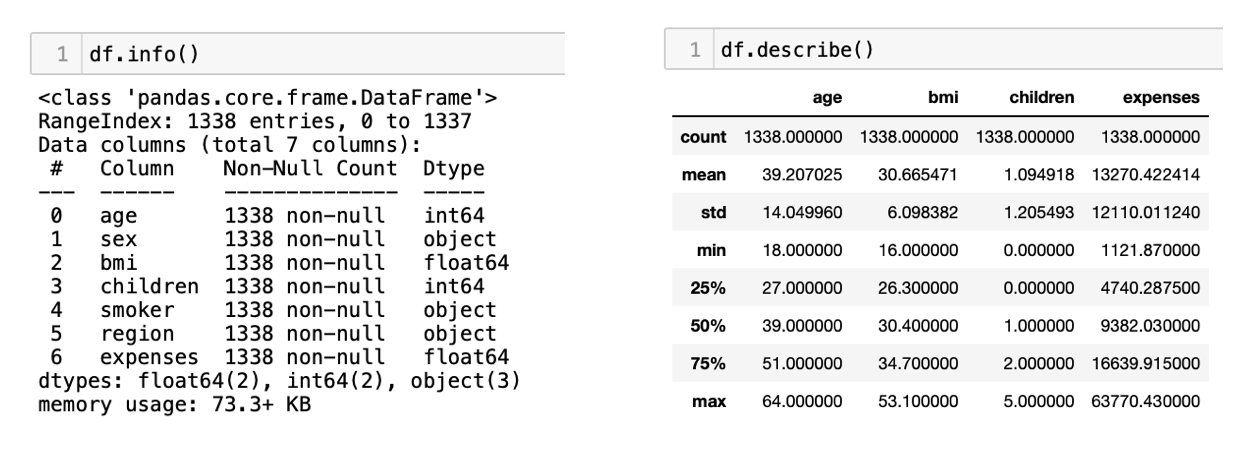 1 df.info()
<class 'pandas.core.frame.DataFrame'>
RangeIndex: 1338 entries, 0 to 1337
Data columns (total 7 columns):
# Column Non-Null Count Dtype
--- ------ -------------- -----
0 age 1338 non-null int64
1 sex 1338 non-null object
2 bmi 1338 non-null float64
3 children 1338 non-null int64
4 smoker 1338 non-null object
5 region 1338 non-null object
6 expenses 1338 non-null float64
dtypes: float64(2), int64(2), object(3)
memory usage: 73.3+ KB
1 df.describe()
age bmi children expenses
count 1338.000000 1338.000000 1338.000000 1338.000000
mean 39.207025 30.665471 1.094918 13270.422414
std 14.049960 6.098382 1.205493 12110.011240
min 18.000000 16.000000 0.000000 1121.870000
25% 27.000000 26.300000 0.000000 4740.287500
50% 39.000000 30.400000 1.000000 9382.030000
75% 51.000000 34.700000 2.000000 16639.915000
max 64.000000 53.100000 5.000000 63770.430000